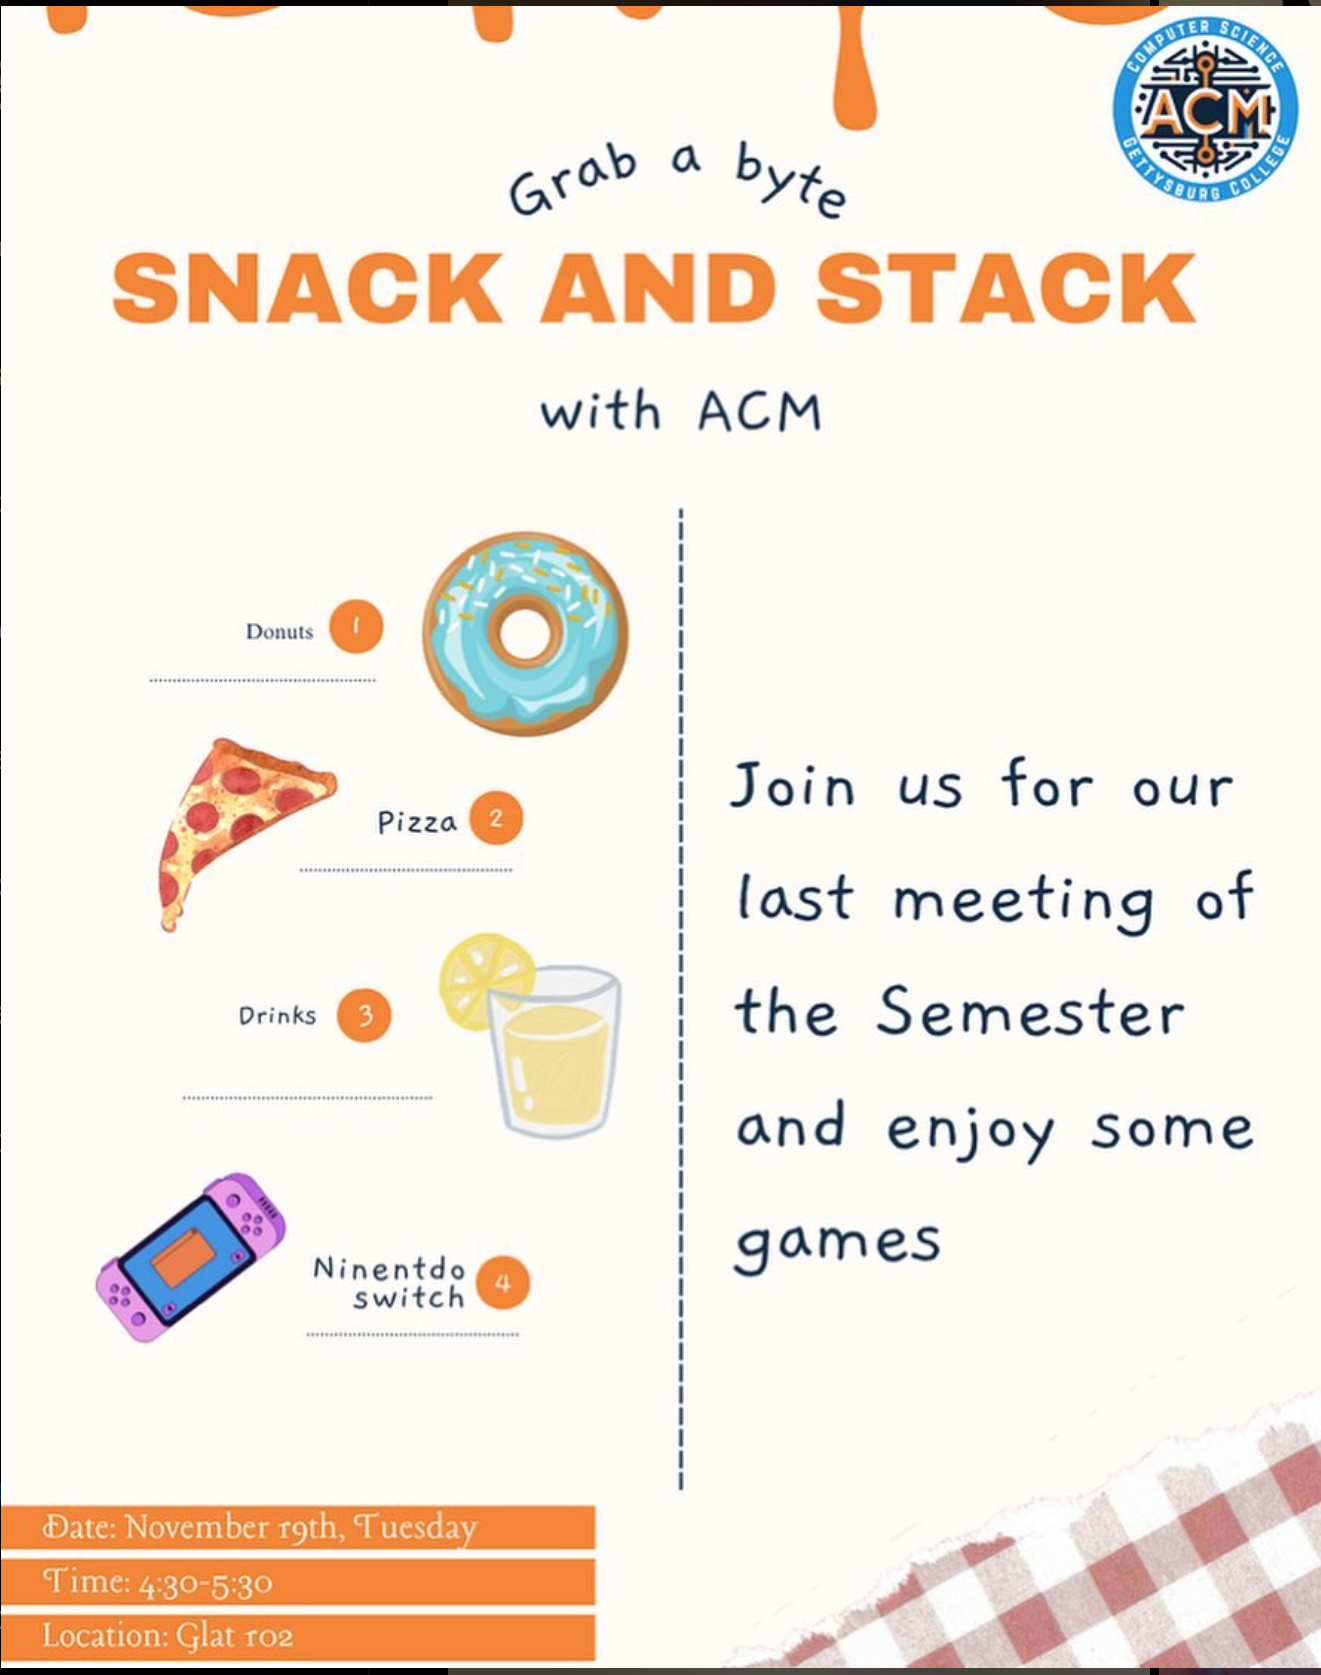 COMPUTER SCIENCE
ACM
GETTYSBURG COLLEGE
Grab a byte
SNACK AND STACK
with ACM
Donuts 1
Pizza 2
Drinks 3
Ninentdo
switch 4
Join us for our
last meeting of
the Semester
and enjoy some
games
Date: November 19th, Tuesday
Time: 4:30-5:30
Location: Glat 102